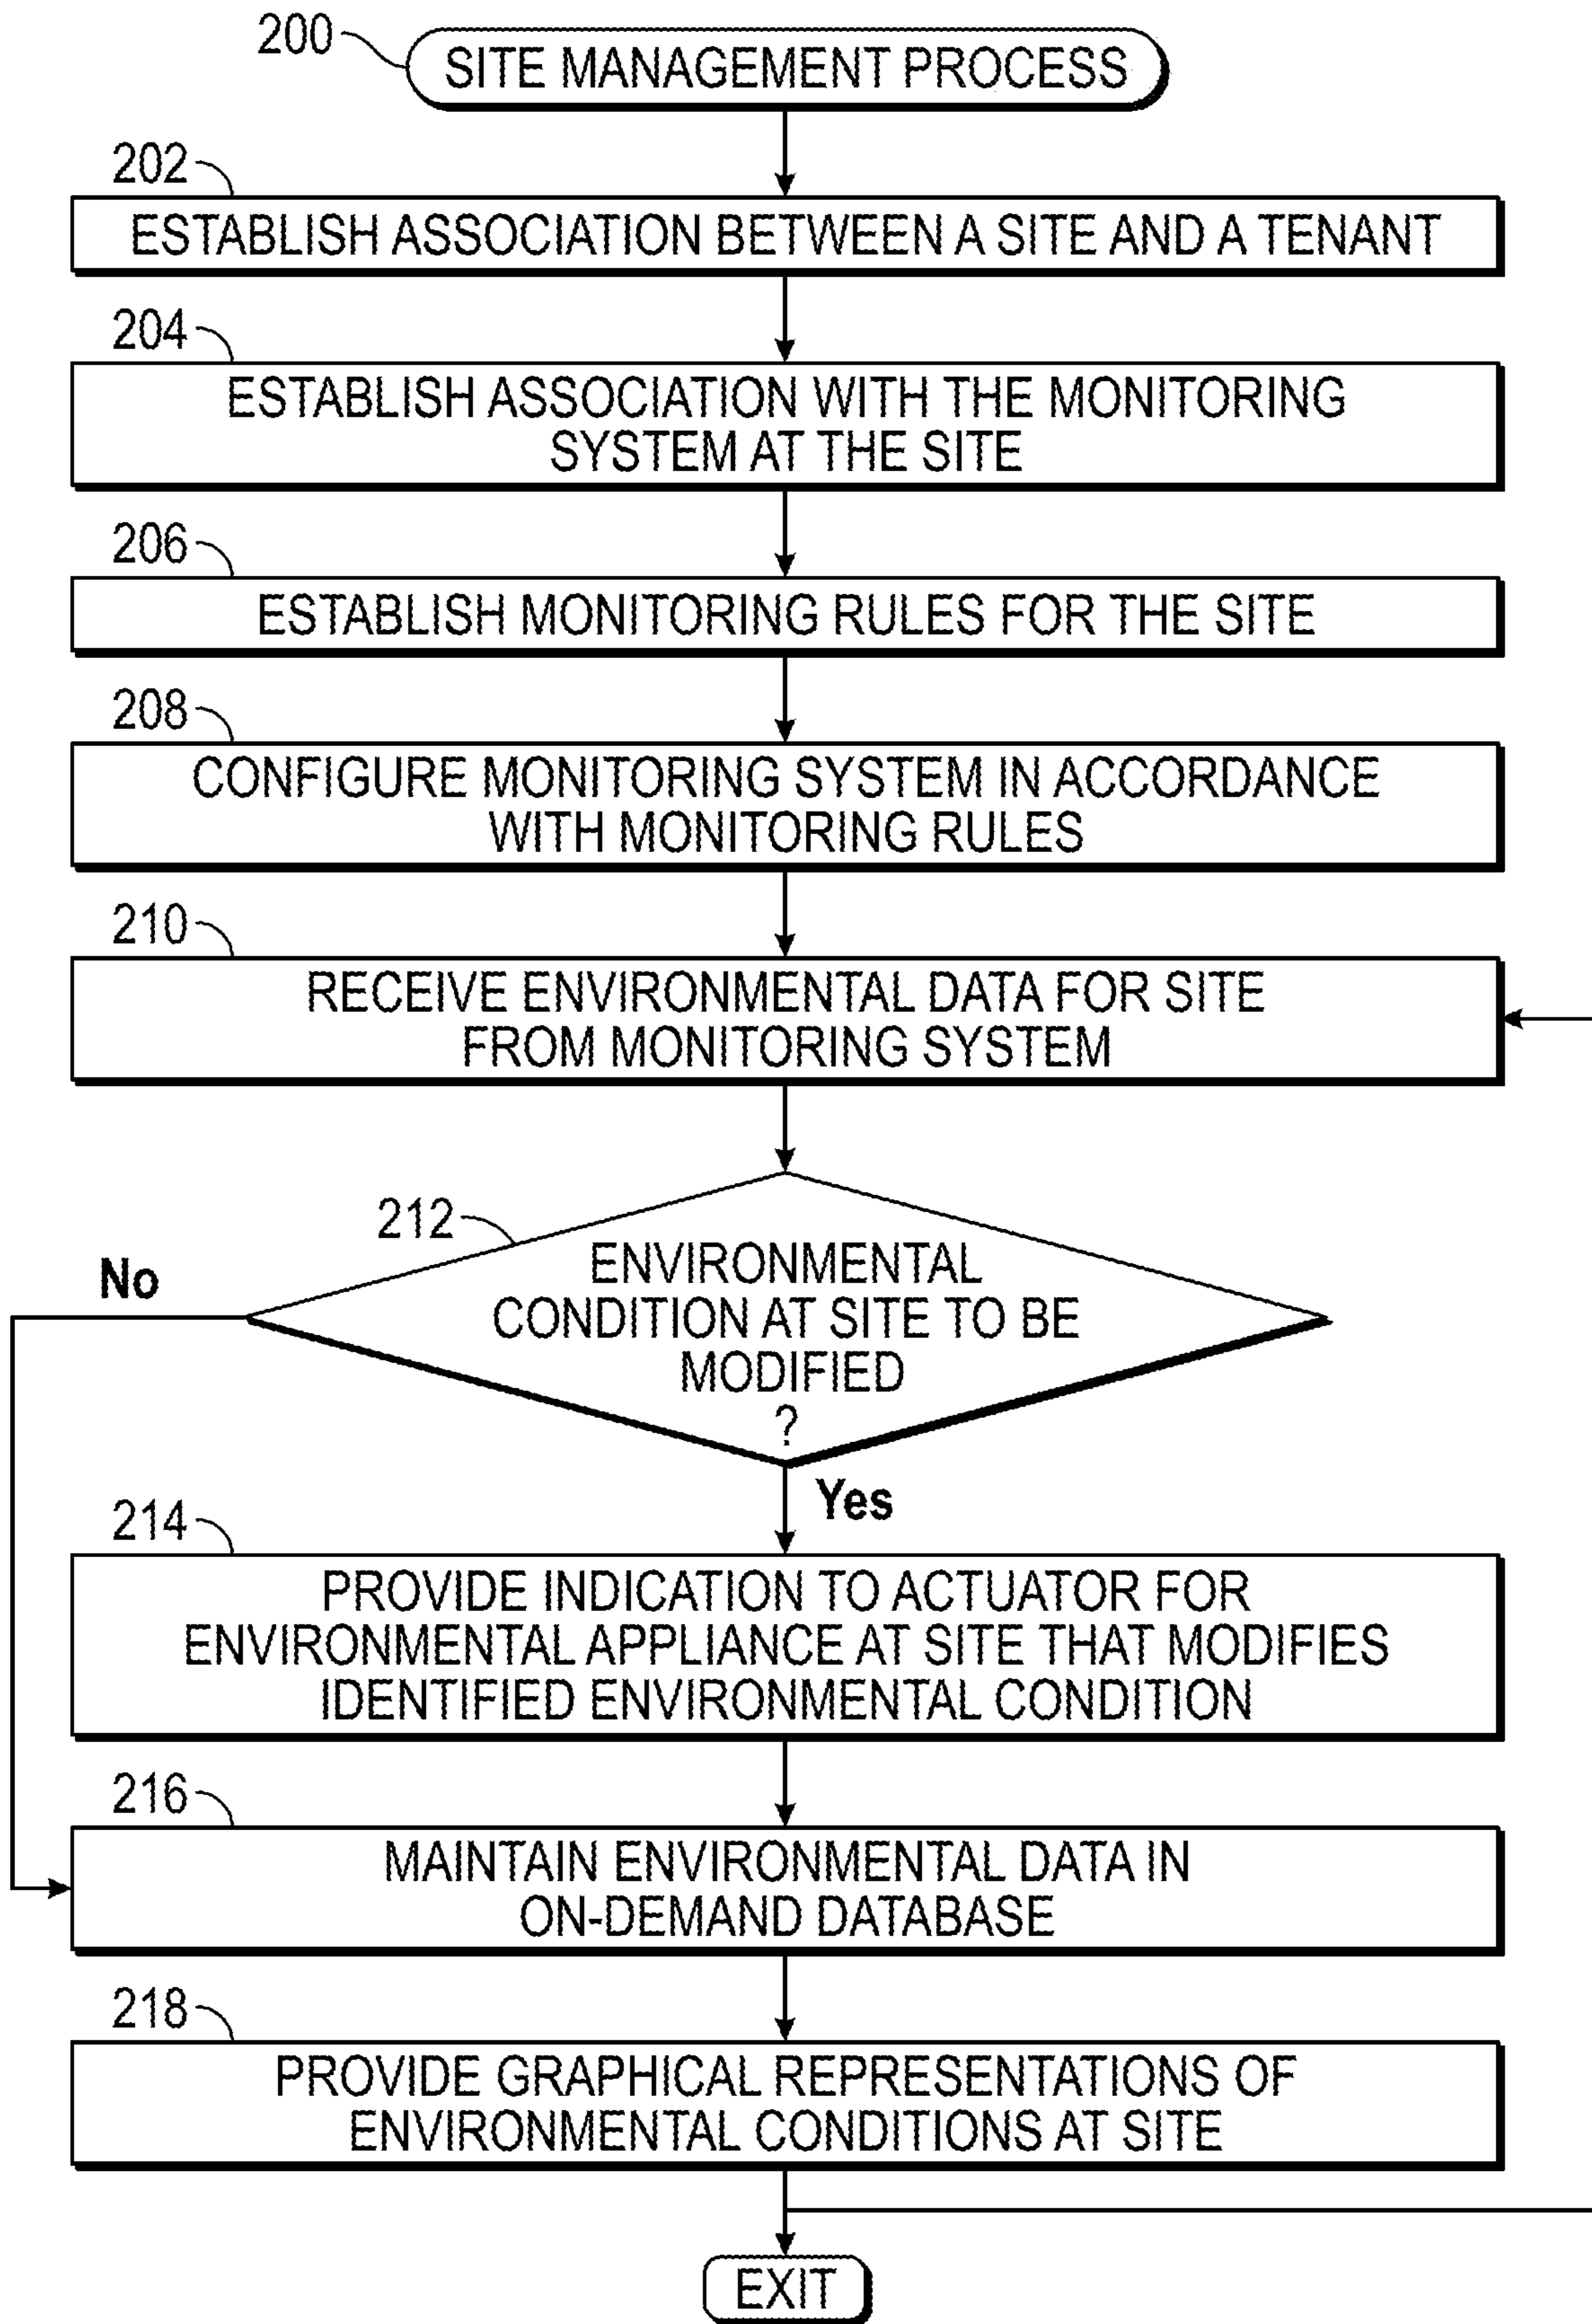 200
SITE MANAGEMENT PROCESS
202
ESTABLISH ASSOCIATION BETWEEN A SITE AND A TENANT
204
ESTABLISH ASSOCIATION WITH THE MONITORING
SYSTEM AT THE SITE
206
ESTABLISH MONITORING RULES FOR THE SITE
208
CONFIGURE MONITORING SYSTEM IN ACCORDANCE
WITH MONITORING RULES
210
RECEIVE ENVIRONMENTAL DATA FOR SITE
FROM MONITORING SYSTEM
212
No
ENVIRONMENTAL
CONDITION AT SITE TO BE
MODIFIED
?
Yes
214
PROVIDE INDICATION TO ACTUATOR FOR
ENVIRONMENTAL APPLIANCE AT SITE THAT MODIFIES
IDENTIFIED ENVIRONMENTAL CONDITION
216
MAINTAIN ENVIRONMENTAL DATA IN
ON-DEMAND DATABASE
218
PROVIDE GRAPHICAL REPRESENTATIONS OF
ENVIRONMENTAL CONDITIONS AT SITE
EXIT